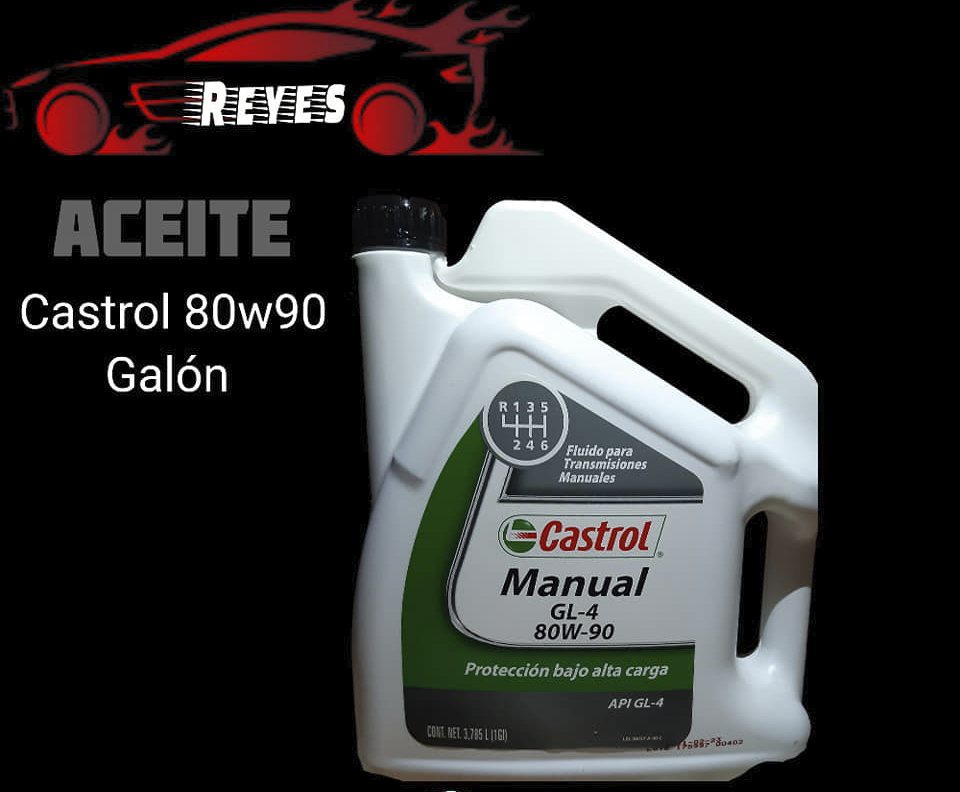 REYES
ACEITE
Castrol 80w90
Galón
R 1 3 5
2 4 6
Fluido para
Transmisiones
Manuales
Castrol
Manual
GL-4
80W-90
Protección bajo alta carga
API GL-4
CONT. NET. 3,785 L (1Gl)